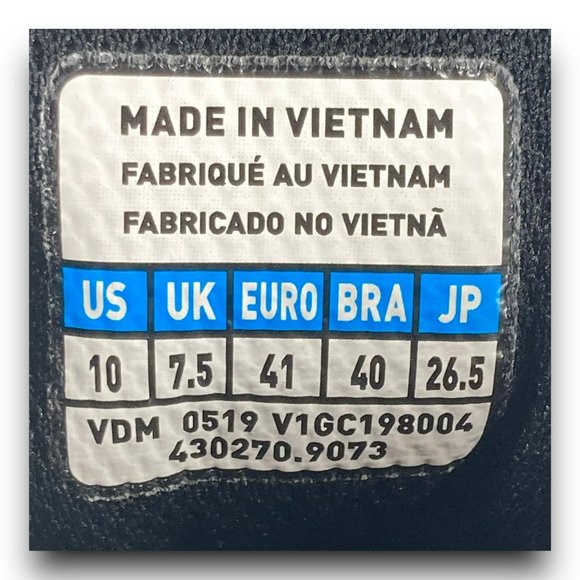 MADE IN VIETNAM
FABRIQUÉ AU VIETNAM
FABRICADO NO VIETNÃ
US UK EURO BRA JP
10 7.5 41 40 26.5
VDM 0519 V1GC198004
430270.9073